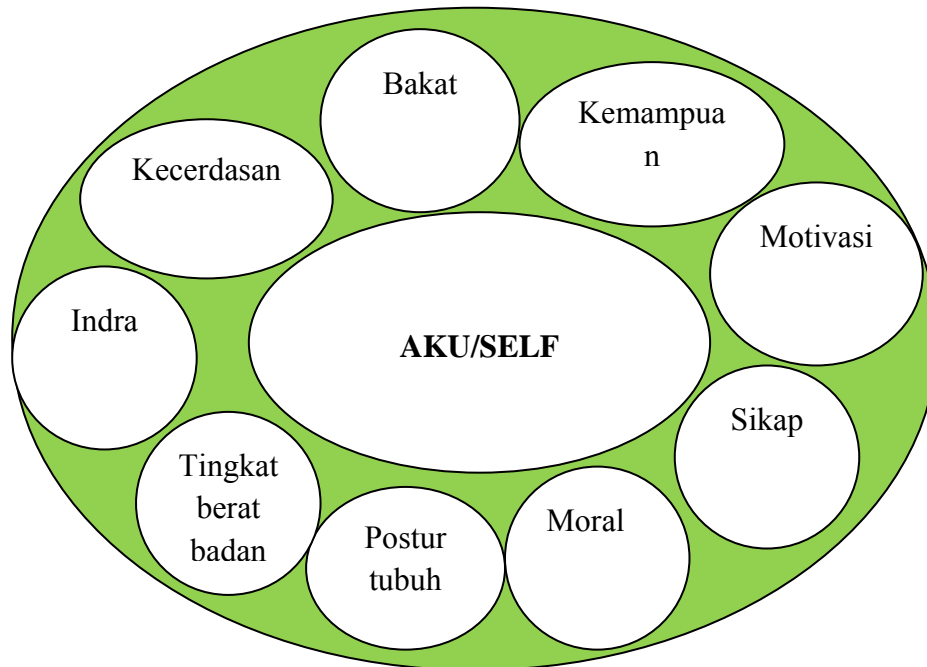 Bakat
Kemampua
n
Kecerdasan
Motivasi
Indra
AKU/SELF
Sikap
Tingkat
berat
badan
Postur
tubuh
Moral